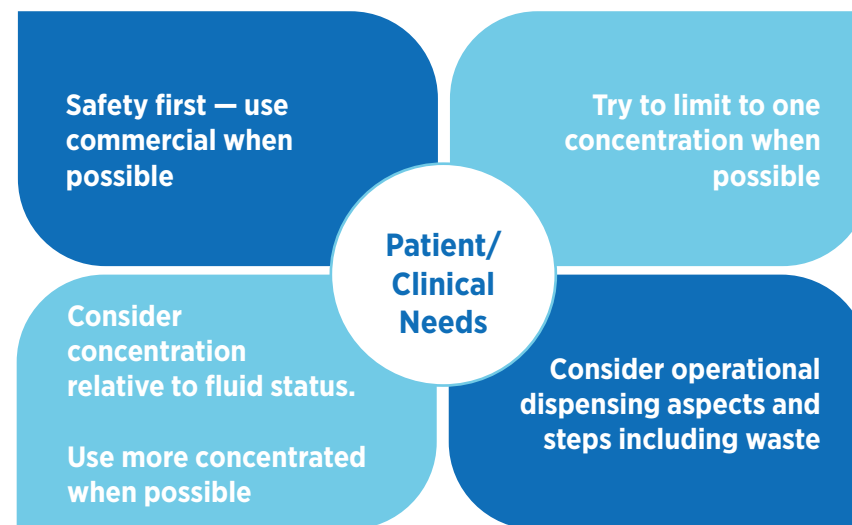 Safety first — use
commercial when
possible
Try to limit to one
concentration when
possible
Patient/
Clinical
Needs
Consider
concentration
relative to fluid status.
Use more concentrated
when possible
Consider operational
dispensing aspects and
steps including waste